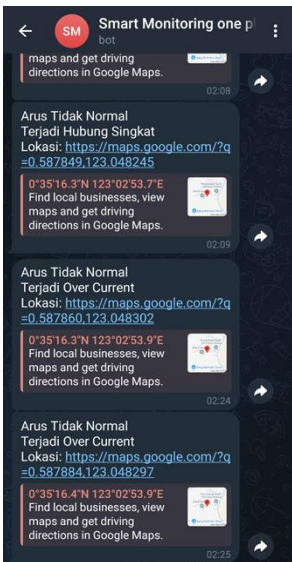 Smart Monitoring one p
SM
bot
maps and get driving
directions in Google Maps.
02:08
Arus Tidak Normal
Terjadi Hubung Singkat
Lokasi: https://maps.google.com/?q
=0.587849,123.048245
0°35'16.3"N 123°02'53.7"E
Find local businesses, view
maps and get driving
directions in Google Maps.
02:09
Arus Tidak Normal
Terjadi Over Current
Lokasi: https://maps.google.com/?q
=0.587860,123.048302
0°35'16.3"N 123°02'53.9"E
Find local businesses, view
maps and get driving
directions in Google Maps.
02:24
Arus Tidak Normal
Terjadi Over Current
Lokasi: https://maps.google.com/?q
=0.587884,123.048297
0°35'16.4"N 123°02'53.9"E
Find local businesses, view
maps and get driving
directions in Google Maps.
02:25